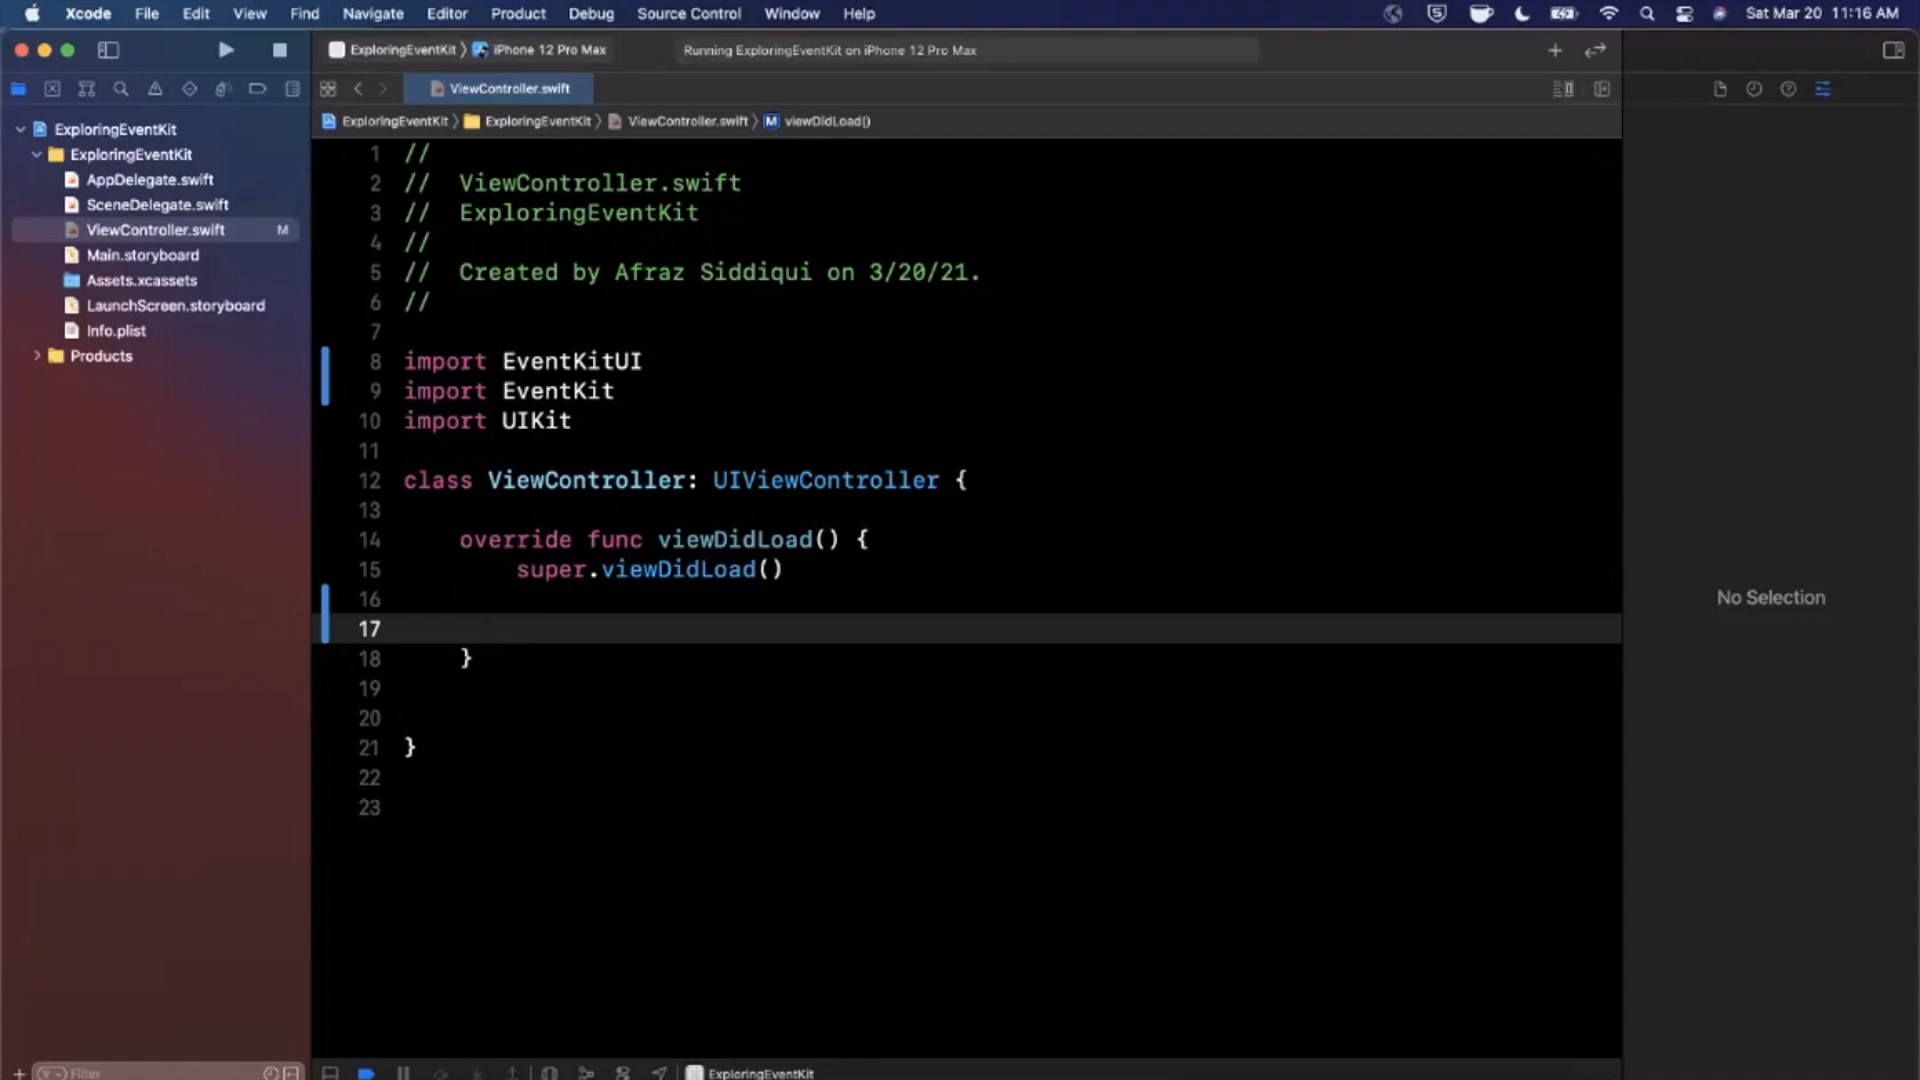 Xcode File Edit View Find Navigate Editor Product Debug Source Control Window Help Sat Mar 20 11:16 AM
ExploringEventKit iPhone 12 Pro Max Running ExploringEventKit on iPhone 12 Pro Max
ViewController.swift
ExploringEventKit ExploringEventKit ViewController.swift M viewDidLoad()
ExploringEventKit
ExploringEventKit
AppDelegate.swift
SceneDelegate.swift
ViewController.swift M
Main.storyboard
Assets.xcassets
LaunchScreen.storyboard
Info.plist
Products
1 //
2 // ViewController.swift
3 // ExploringEventKit
4 //
5 // Created by Afraz Siddiqui on 3/20/21.
6 //
7
8 import EventKitUI
9 import EventKit
10 import UIKit
11
12 class ViewController: UIViewController {
13
14 override func viewDidLoad() {
15 super.viewDidLoad()
16
17
18 }
19
20
21 }
22
23
No Selection
Filter
ExploringEventKit